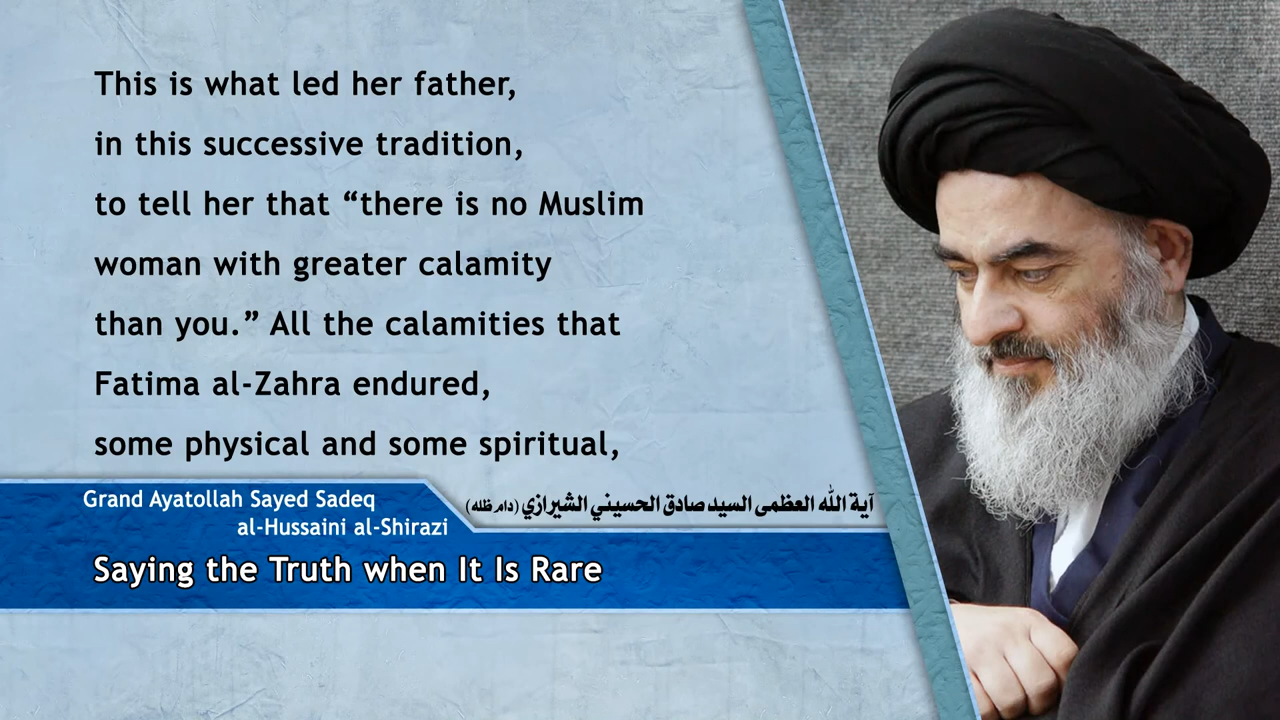 This is what led her father,
in this successive tradition,
to tell her that “there is no Muslim
woman with greater calamity
than you.” All the calamities that
Fatima al-Zahra endured,
some physical and some spiritual,
Grand Ayatollah Sayed Sadeq
al-Hussaini al-Shirazi
آية الله العظمى السيد صادق الحسيني الشيرازي (دام ظله)
Saying the Truth when It Is Rare